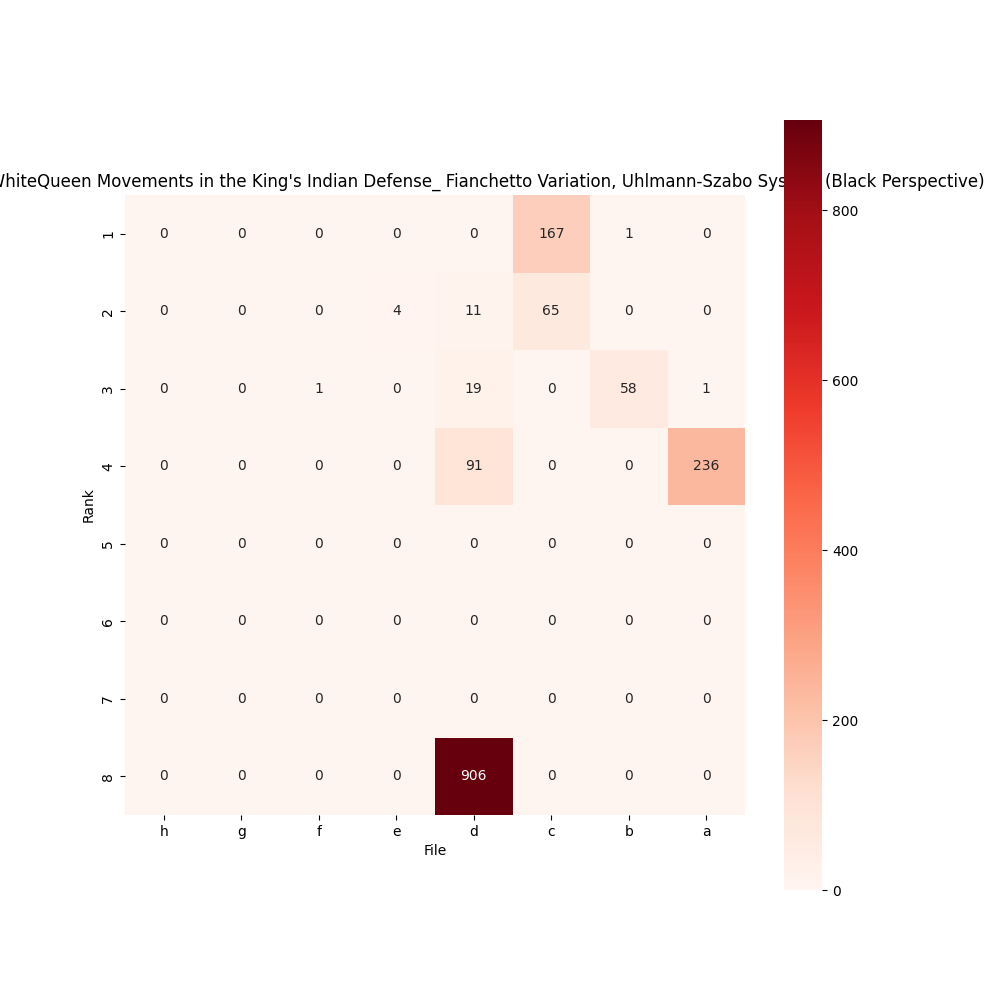 WhiteQueen Movements in the King's Indian Defense_ Fianchetto Variation, Uhlmann-Szabo Sys (Black Perspective)
1 0 0 0 0 0 167 1 0
2 0 0 0 4 11 65 0 0
3 0 0 1 0 19 0 58 1
4 0 0 0 0 91 0 0 236
5 0 0 0 0 0 0 0 0
6 0 0 0 0 0 0 0 0
7 0 0 0 0 0 0 0 0
8 0 0 0 0 906 0 0 0
h g f e d c b a
File
Rank
800
600
400
200
0